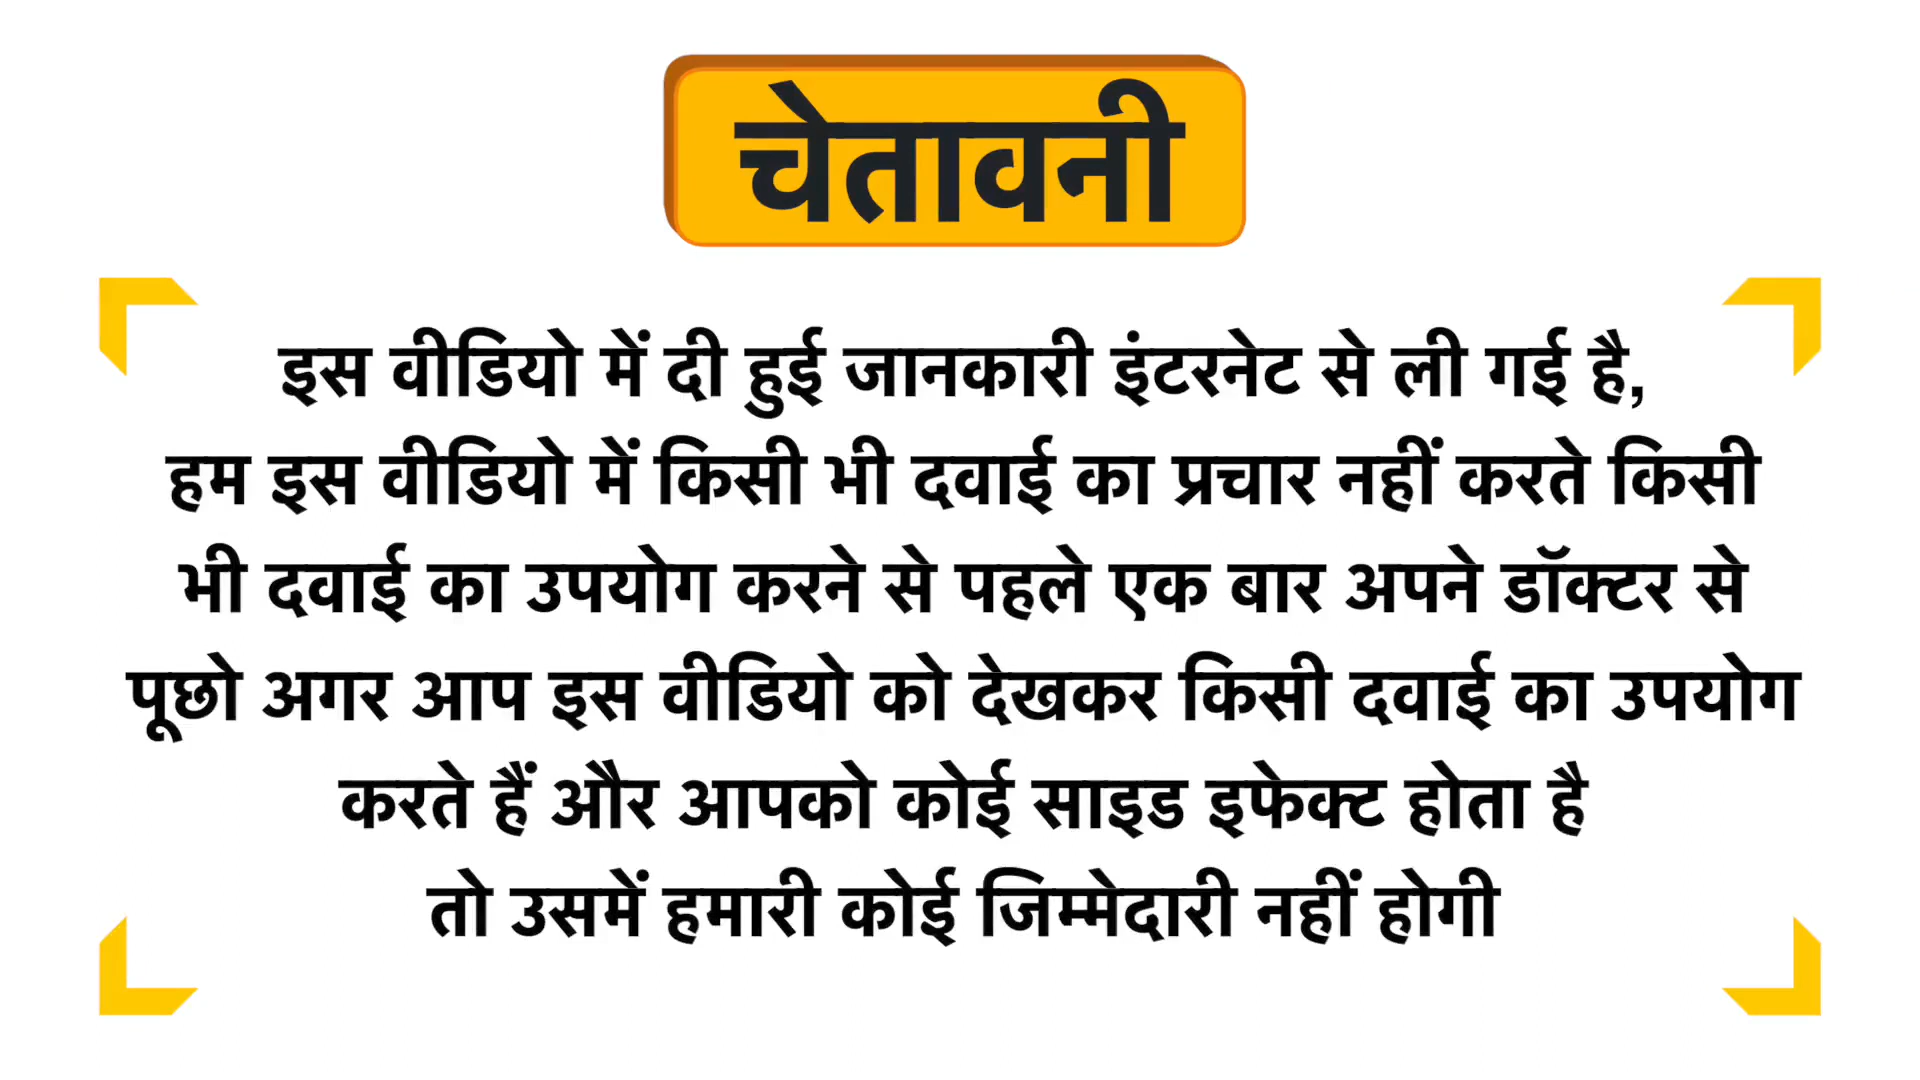 चेतावनी
इस वीडियो में दी हुई जानकारी इंटरनेट से ली गई है,
हम इस वीडियो में किसी भी दवाई का प्रचार नहीं करते किसी
भी दवाई का उपयोग करने से पहले एक बार अपने डॉक्टर से
पूछो अगर आप इस वीडियो को देखकर किसी दवाई का उपयोग
करते हैं और आपको कोई साइड इफेक्ट होता है
तो उसमें हमारी कोई जिम्मेदारी नहीं होगी